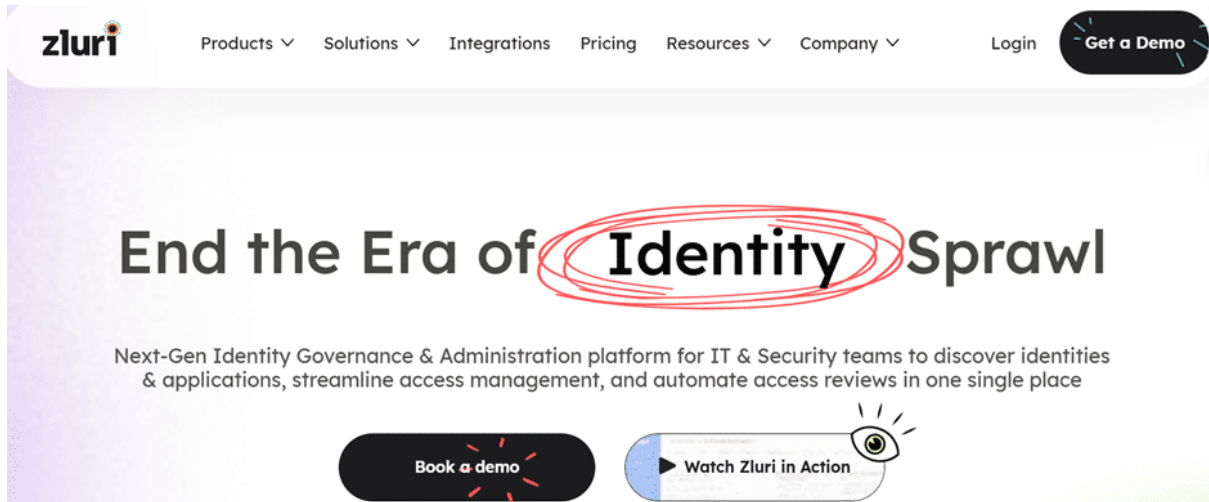 zluri
Products Solutions Integrations Pricing Resources Company Login Get a Demo
End the Era of Identity Sprawl
Next-Gen Identity Governance & Administration platform for IT & Security teams to discover identities
& applications, streamline access management, and automate access reviews in one single place
Book a demo
Watch Zluri in Action